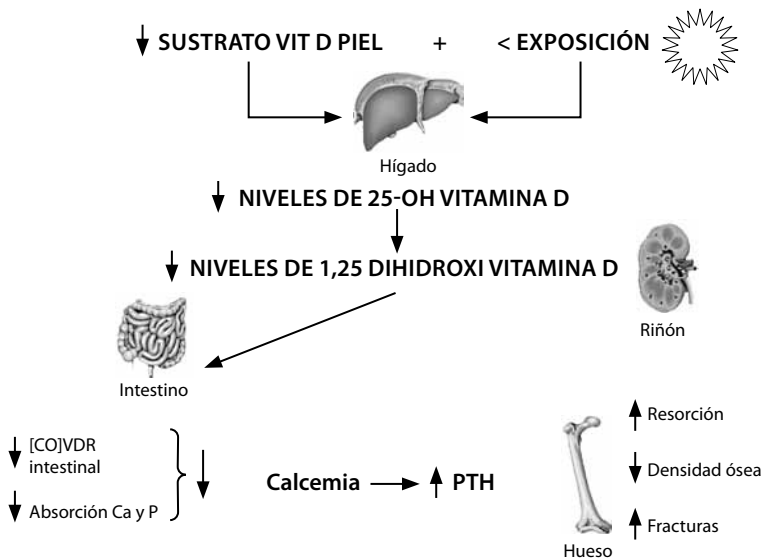 ↓ SUSTRATO VIT D PIEL + < EXPOSICIÓN
Hígado
↓ NIVELES DE 25-OH VITAMINA D
↓ NIVELES DE 1,25 DIHIDROXI VITAMINA D
Riñón
Intestino
↓ [CO]VDR
intestinal
↓ Absorción Ca y P
↓ Calcemia → ↑ PTH
↑ Resorción
↓ Densidad ósea
↑ Fracturas
Hueso